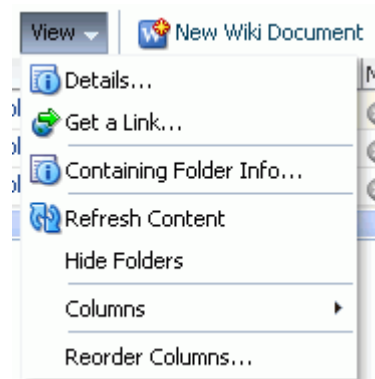 View
New Wiki Document
Details...
Get a Link...
Containing Folder Info...
Refresh Content
Hide Folders
Columns
Reorder Columns...